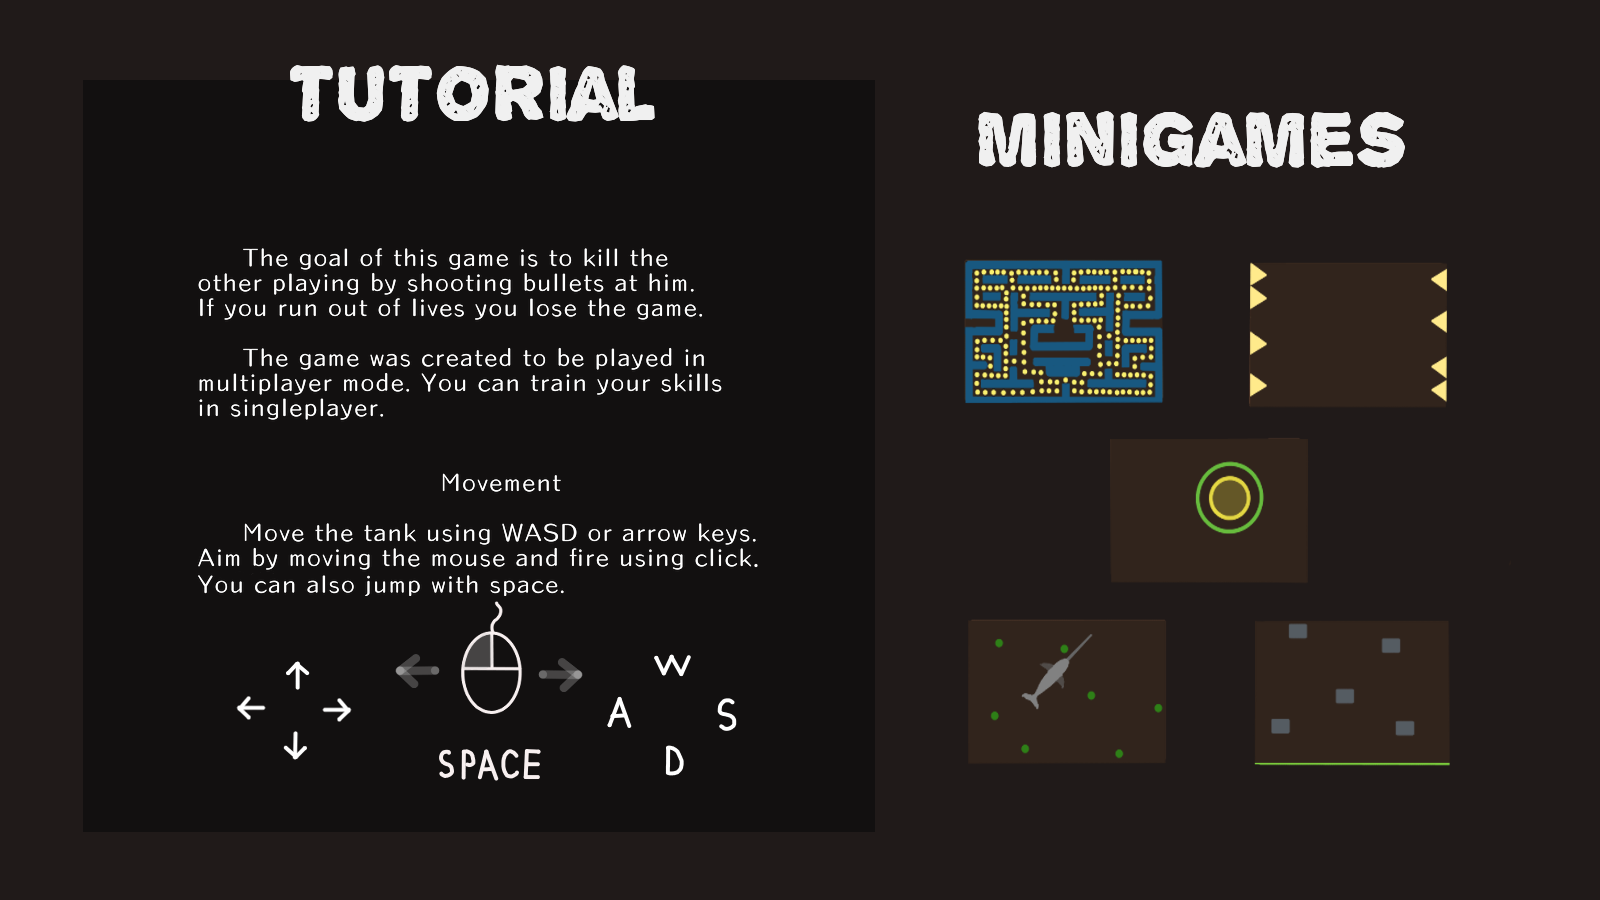 TUTORIAL
The goal of this game is to kill the
other playing by shooting bullets at him.
If you run out of lives you lose the game.
The game was created to be played in
multiplayer mode. You can train your skills
in singleplayer.
Movement
Move the tank using WASD or arrow keys.
Aim by moving the mouse and fire using click.
You can also jump with space.
W
A S
D
SPACE
MINIGAMES